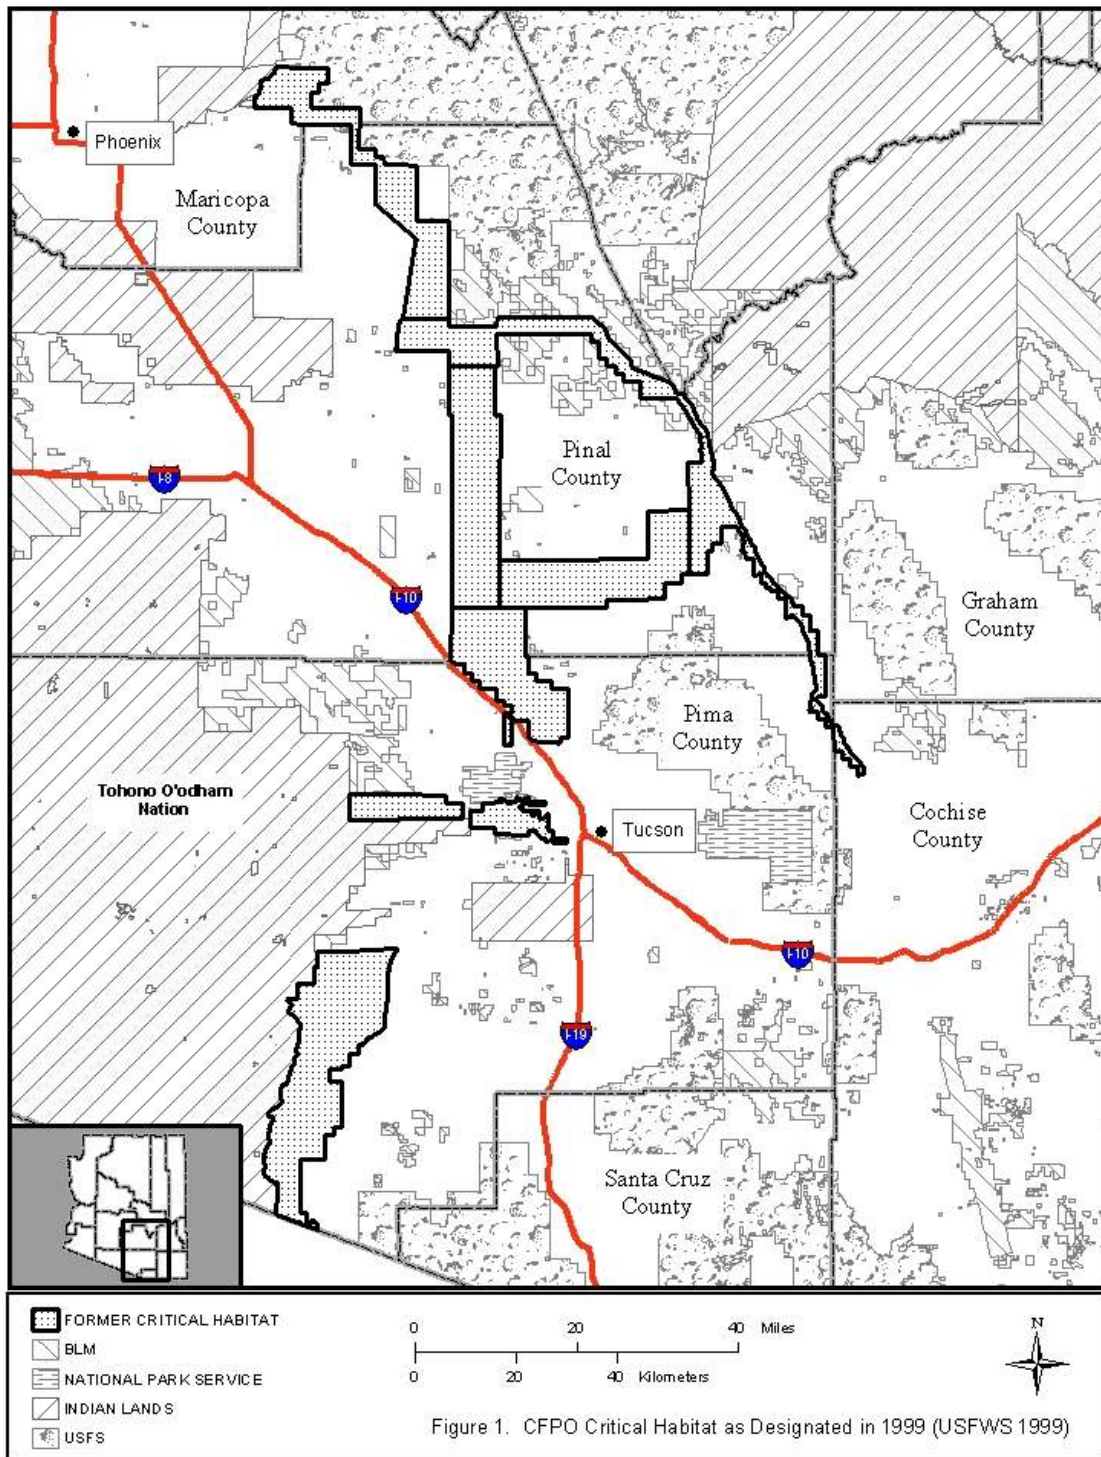 Phoenix
Maricopa
County
Pinal
County
I-8
I-10
Graham
County
Pima
County
Tohono O'odham
Nation
Cochise
County
Tucson
I-10
I-19
Santa Cruz
County
FORMER CRITICAL HABITAT
BLM
NATIONAL PARK SERVICE
INDIAN LANDS
USFS
0 20 40 Miles
0 20 40 Kilometers
N
Figure 1. CFPO Critical Habitat as Designated in 1999 (USFWS 1999)